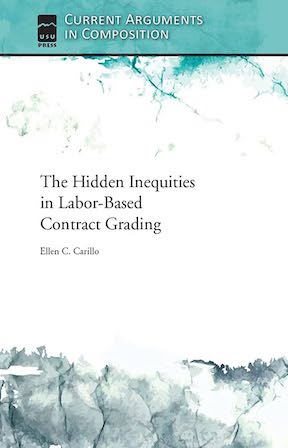 USU
PRESS
CURRENT ARGUMENTS
IN COMPOSITION
The Hidden Inequities
in Labor-Based
Contract Grading
Ellen C. Carillo